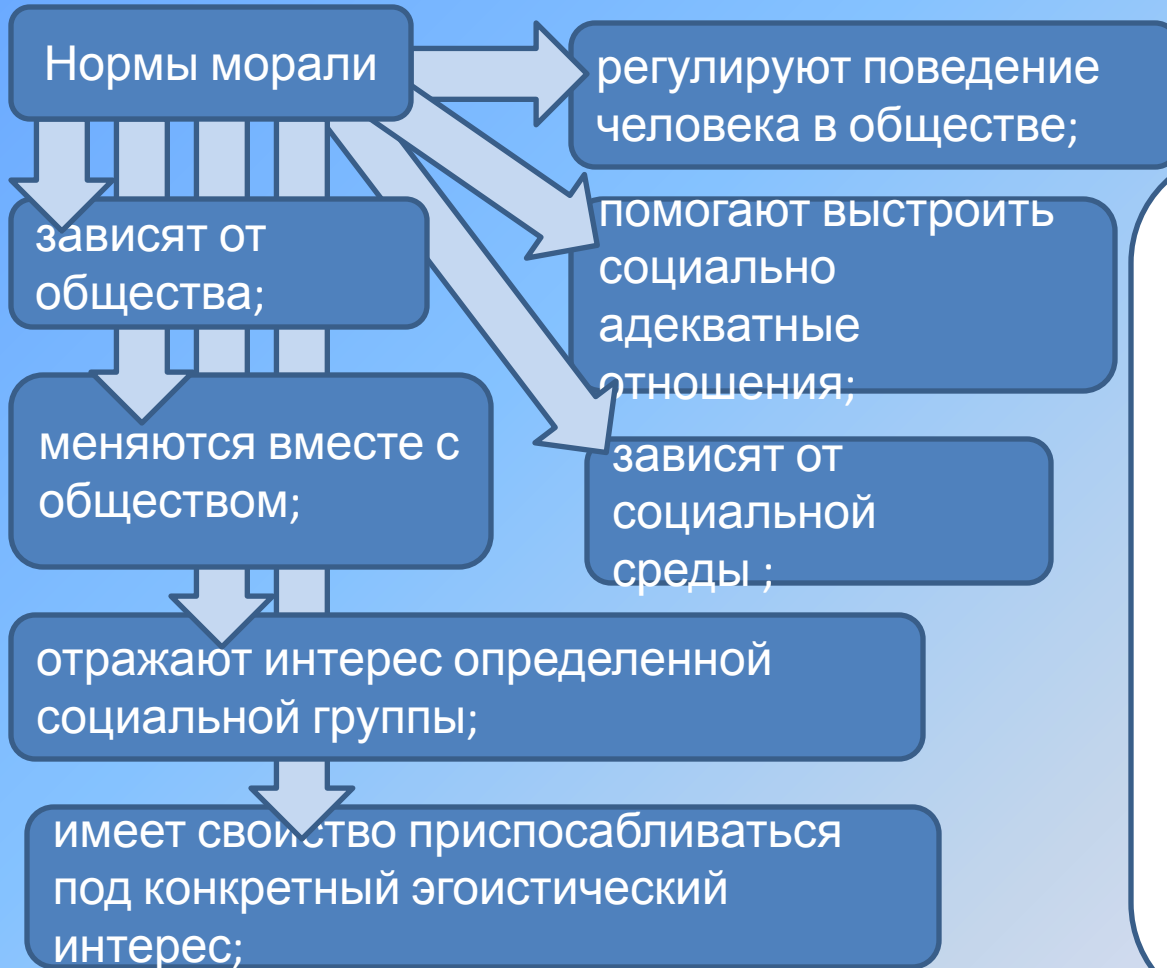 Нормы морали
регулируют поведение
человека в обществе;
помогают выстроить
социально
адекватные
отношения;
зависят от
общества;
меняются вместе с
обществом;
зависят от
социальной
среды ;
отражают интерес определенной
социальной группы;
имеет свойство приспосабливаться
под конкретный эгоистический
интерес;